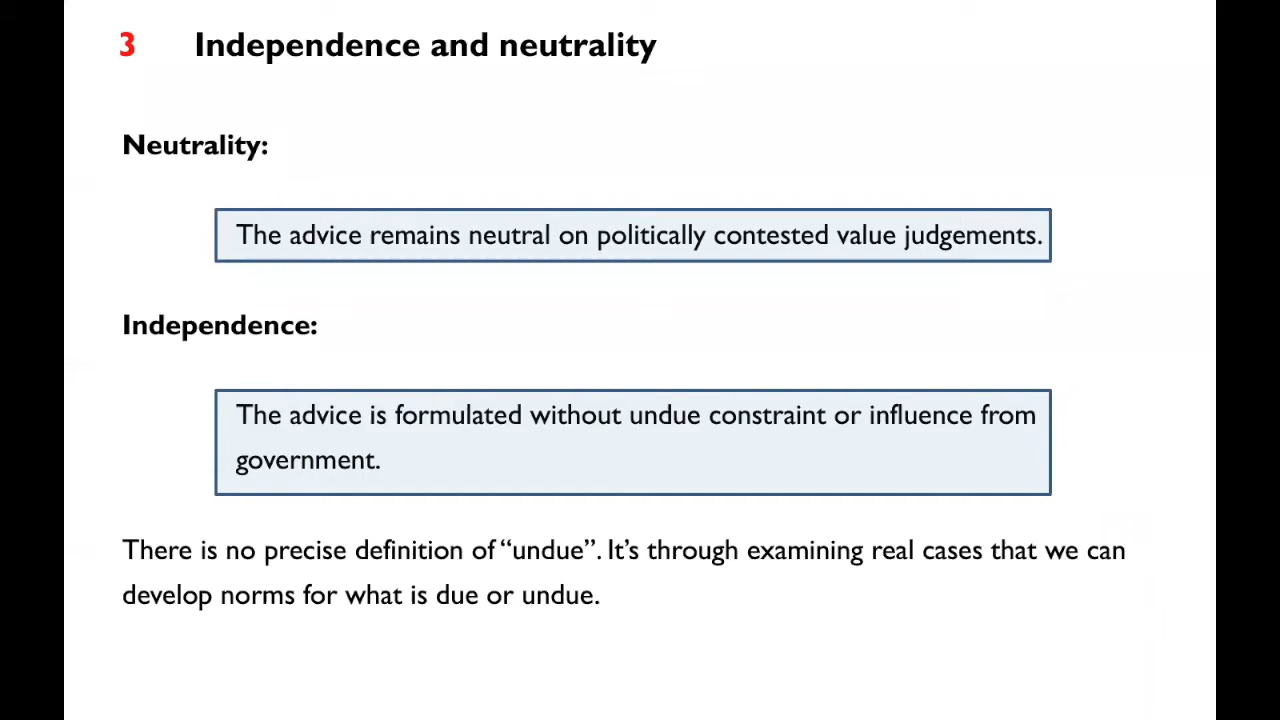 3 Independence and neutrality
Neutrality:
The advice remains neutral on politically contested value judgements.
Independence:
The advice is formulated without undue constraint or influence from
government.
There is no precise definition of “undue”. It’s through examining real cases that we can
develop norms for what is due or undue.